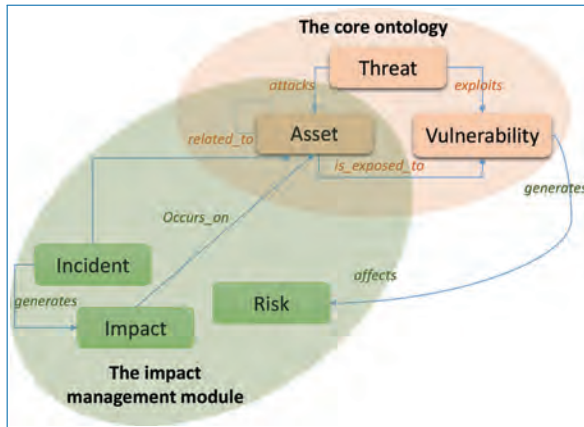 The core ontology
Threat
attacks
exploits
related_to
Asset
Vulnerability
is_exposed_to
generates
Occurs_on
Incident
affects
generates
Risk
Impact
The impact
management module